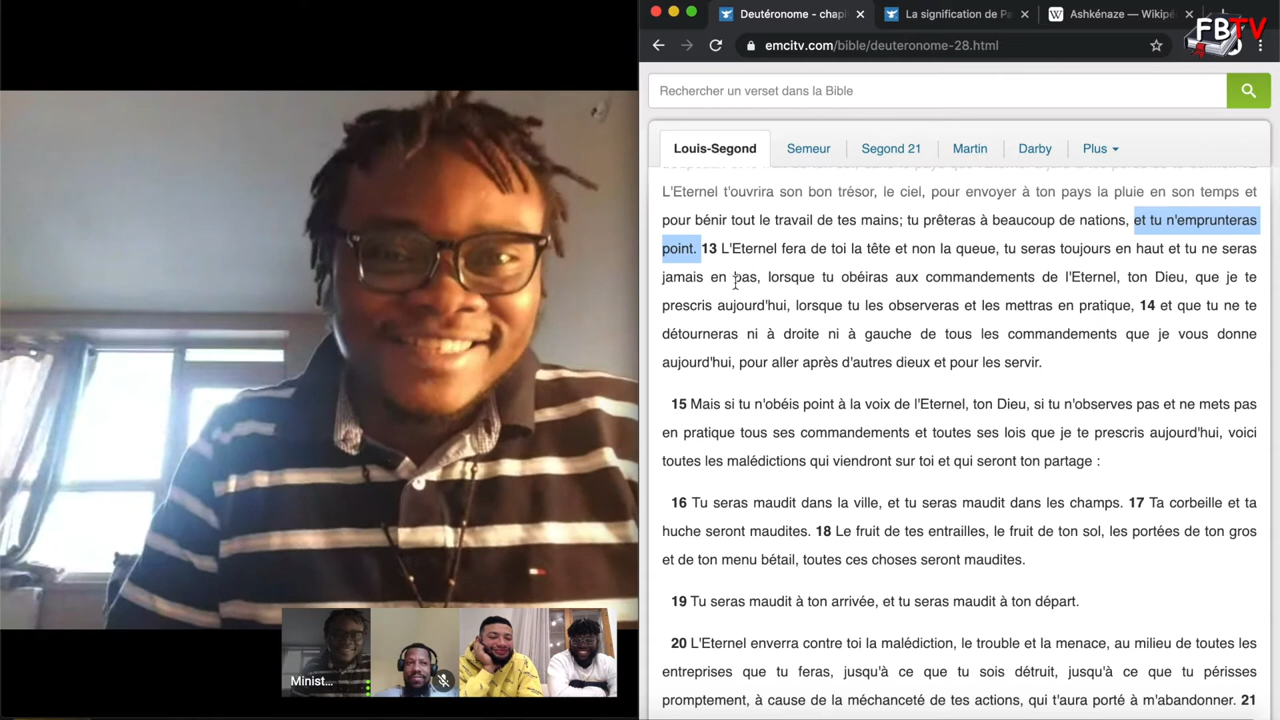 Deutéronome - chapi
La signification de Pa
Ashkénaze — Wikipé
FBTV
emcitv.com/bible/deuteronome-28.html
Rechercher un verset dans la Bible
Louis-Segond
Semeur
Segond 21
Martin
Darby
Plus
L'Eternel t'ouvrira son bon trésor, le ciel, pour envoyer à ton pays la pluie en son temps et
pour bénir tout le travail de tes mains; tu prêteras à beaucoup de nations, et tu n'emprunteras
point. 13 L'Eternel fera de toi la tête et non la queue, tu seras toujours en haut et tu ne seras
jamais en bas, lorsque tu obéiras aux commandements de l'Eternel, ton Dieu, que je te
prescris aujourd'hui, lorsque tu les observeras et les mettras en pratique, 14 et que tu ne te
détourneras ni à droite ni à gauche de tous les commandements que je vous donne
aujourd'hui, pour aller après d'autres dieux et pour les servir.
15 Mais si tu n'obéis point à la voix de l'Eternel, ton Dieu, si tu n'observes pas et ne mets pas
en pratique tous ses commandements et toutes ses lois que je te prescris aujourd'hui, voici
toutes les malédictions qui viendront sur toi et qui seront ton partage :
16 Tu seras maudit dans la ville, et tu seras maudit dans les champs. 17 Ta corbeille et ta
huche seront maudites. 18 Le fruit de tes entrailles, le fruit de ton sol, les portées de ton gros
et de ton menu bétail, toutes ces choses seront maudites.
19 Tu seras maudit à ton arrivée, et tu seras maudit à ton départ.
20 L'Eternel enverra contre toi la malédiction, le trouble et la menace, au milieu de toutes les
entreprises que tu feras, jusqu'à ce que tu sois détruit, jusqu'à ce que tu périsses
promptement, à cause de la méchanceté de tes actions, qui t'aura porté à m'abandonner. 21
Minist...